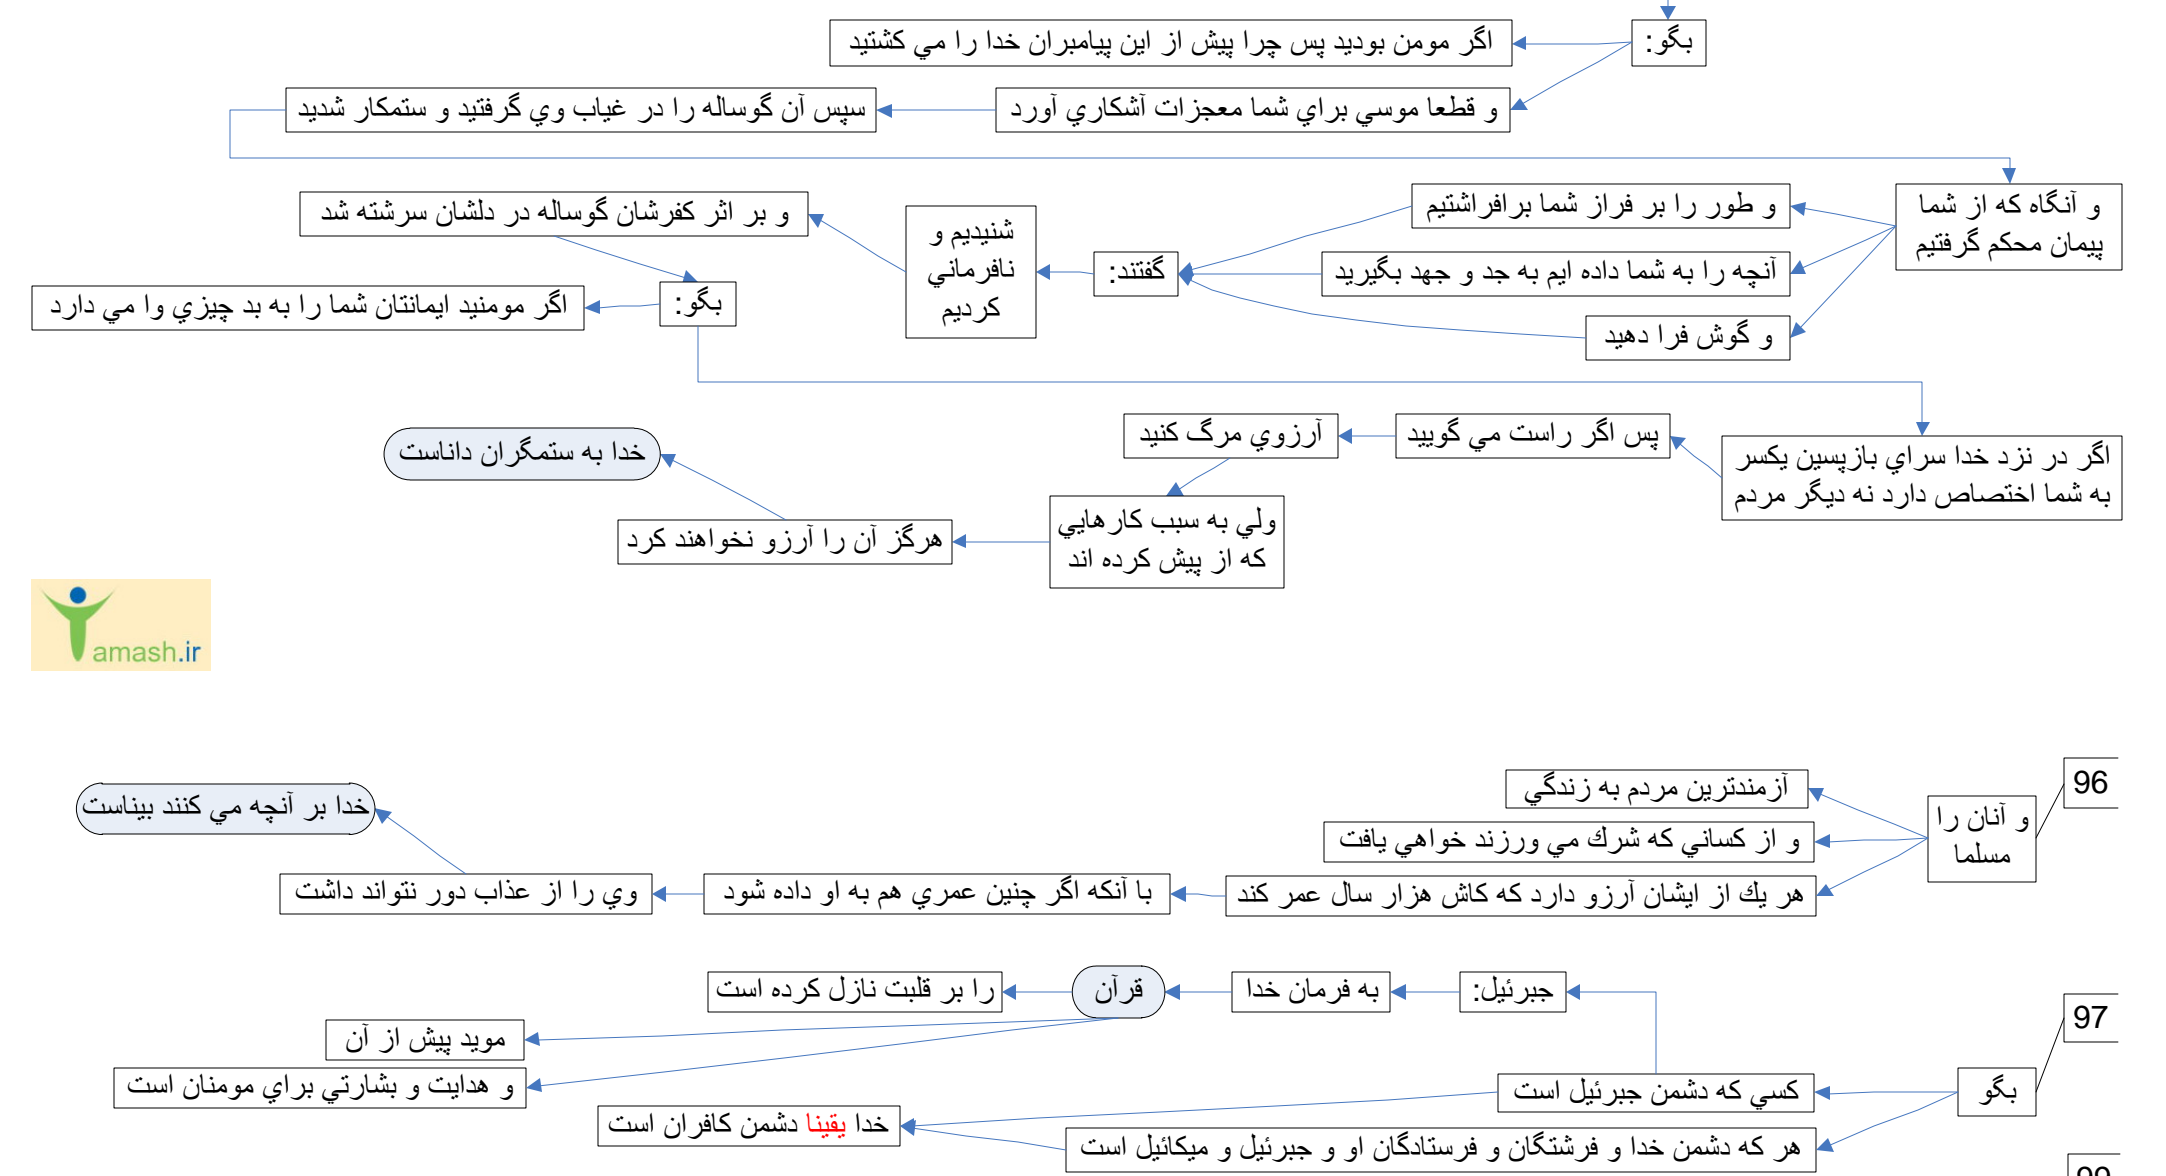 بگو:
اگر مومن بوديد پس چرا پيش از اين پيامبران خدا را مي كشتيد
و قطعا موسي براي شما معجزات آشكاري آورد
سپس آن گوساله را در غياب وي گرفتيد و ستمكار شديد
و آنگاه كه از شما
پيمان محكم گرفتيم
و طور را بر فراز شما برافراشتيم
آنچه را به شما داده ايم به جد و جهد بگيريد
و گوش فرا دهيد
گفتند:
شنيديم و
نافرماني
كرديم
و بر اثر كفرشان گوساله در دلشان سرشته شد
بگو:
اگر مومنيد ايمانتان شما را به بد چيزي وا مي دارد
اگر در نزد خدا سراي بازپسين يكسر
به شما اختصاص دارد نه ديگر مردم
پس اگر راست مي گوييد
آرزوي مرگ كنيد
ولي به سبب كارهايي
كه از پيش كرده اند
هرگز آن را آرزو نخواهند كرد
خدا به ستمگران داناست
amash.ir
96
و آنان را
مسلما
آزمندترين مردم به زندگي
و از كساني كه شرك مي ورزند خواهي يافت
هر يك از ايشان آرزو دارد كه كاش هزار سال عمر كند
با آنكه اگر چنين عمري هم به او داده شود
وي را از عذاب دور نتواند داشت
خدا بر آنچه مي كنند بيناست
97
بگو
كسي كه دشمن جبرئيل است
جبرئيل:
به فرمان خدا
قرآن
را بر قلبت نازل كرده است
مويد پيش از آن
و هدايت و بشارتي براي مومنان است
هر كه دشمن خدا و فرشتگان و فرستادگان او و جبرئيل و ميكائيل است
خدا يقينا دشمن كافران است